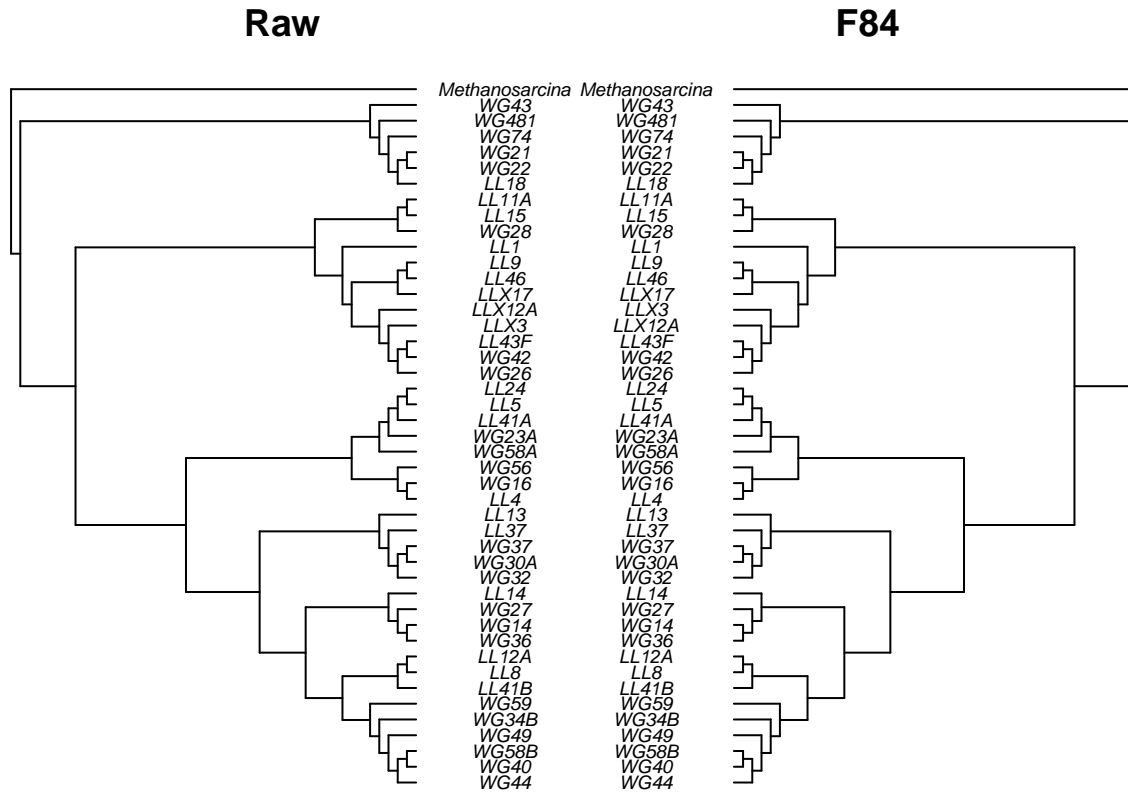 Raw F84
Methanosarcina Methanosarcina
WG43 WG43
WG481 WG481
WG74 WG74
WG21 WG21
WG22 WG22
LL18 LL18
LL11A LL11A
LL15 LL15
WG28 WG28
LL1 LL1
LL9 LL9
LL46 LL46
LLX17 LLX17
LLX12A LLX3
LLX3 LLX12A
LL43F LL43F
WG42 WG42
WG26 WG26
LL24 LL24
LL5 LL5
LL41A LL41A
WG23A WG23A
WG58A WG58A
WG56 WG56
WG16 WG16
LL4 LL4
LL13 LL13
LL37 LL37
WG37 WG37
WG30A WG30A
WG32 WG32
LL14 LL14
WG27 WG27
WG14 WG14
WG36 WG36
LL12A LL12A
LL8 LL8
LL41B LL41B
WG59 WG59
WG34B WG34B
WG49 WG49
WG58B WG58B
WG40 WG40
WG44 WG44